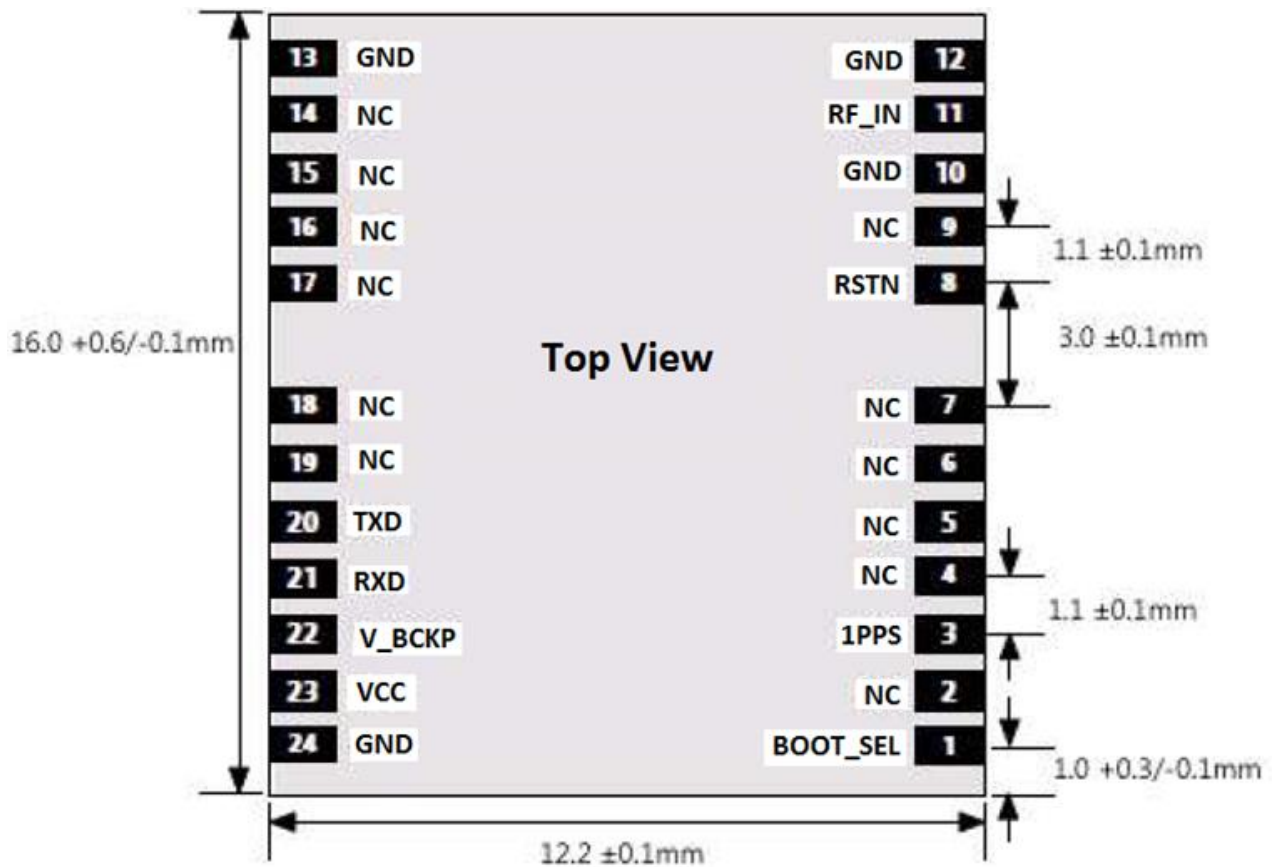 13 GND
GND 12
14 NC
RF_IN 11
15 NC
GND 10
16 NC
NC 9
1.1 ±0.1mm
17 NC
RSTN 8
16.0 +0.6/-0.1mm
Top View
3.0 ±0.1mm
18 NC
NC 7
19 NC
NC 6
20 TXD
NC 5
21 RXD
NC 4
1.1 ±0.1mm
22 V_BCKP
1PPS 3
23 VCC
NC 2
24 GND
BOOT_SEL 1
1.0 +0.3/-0.1mm
12.2 ±0.1mm